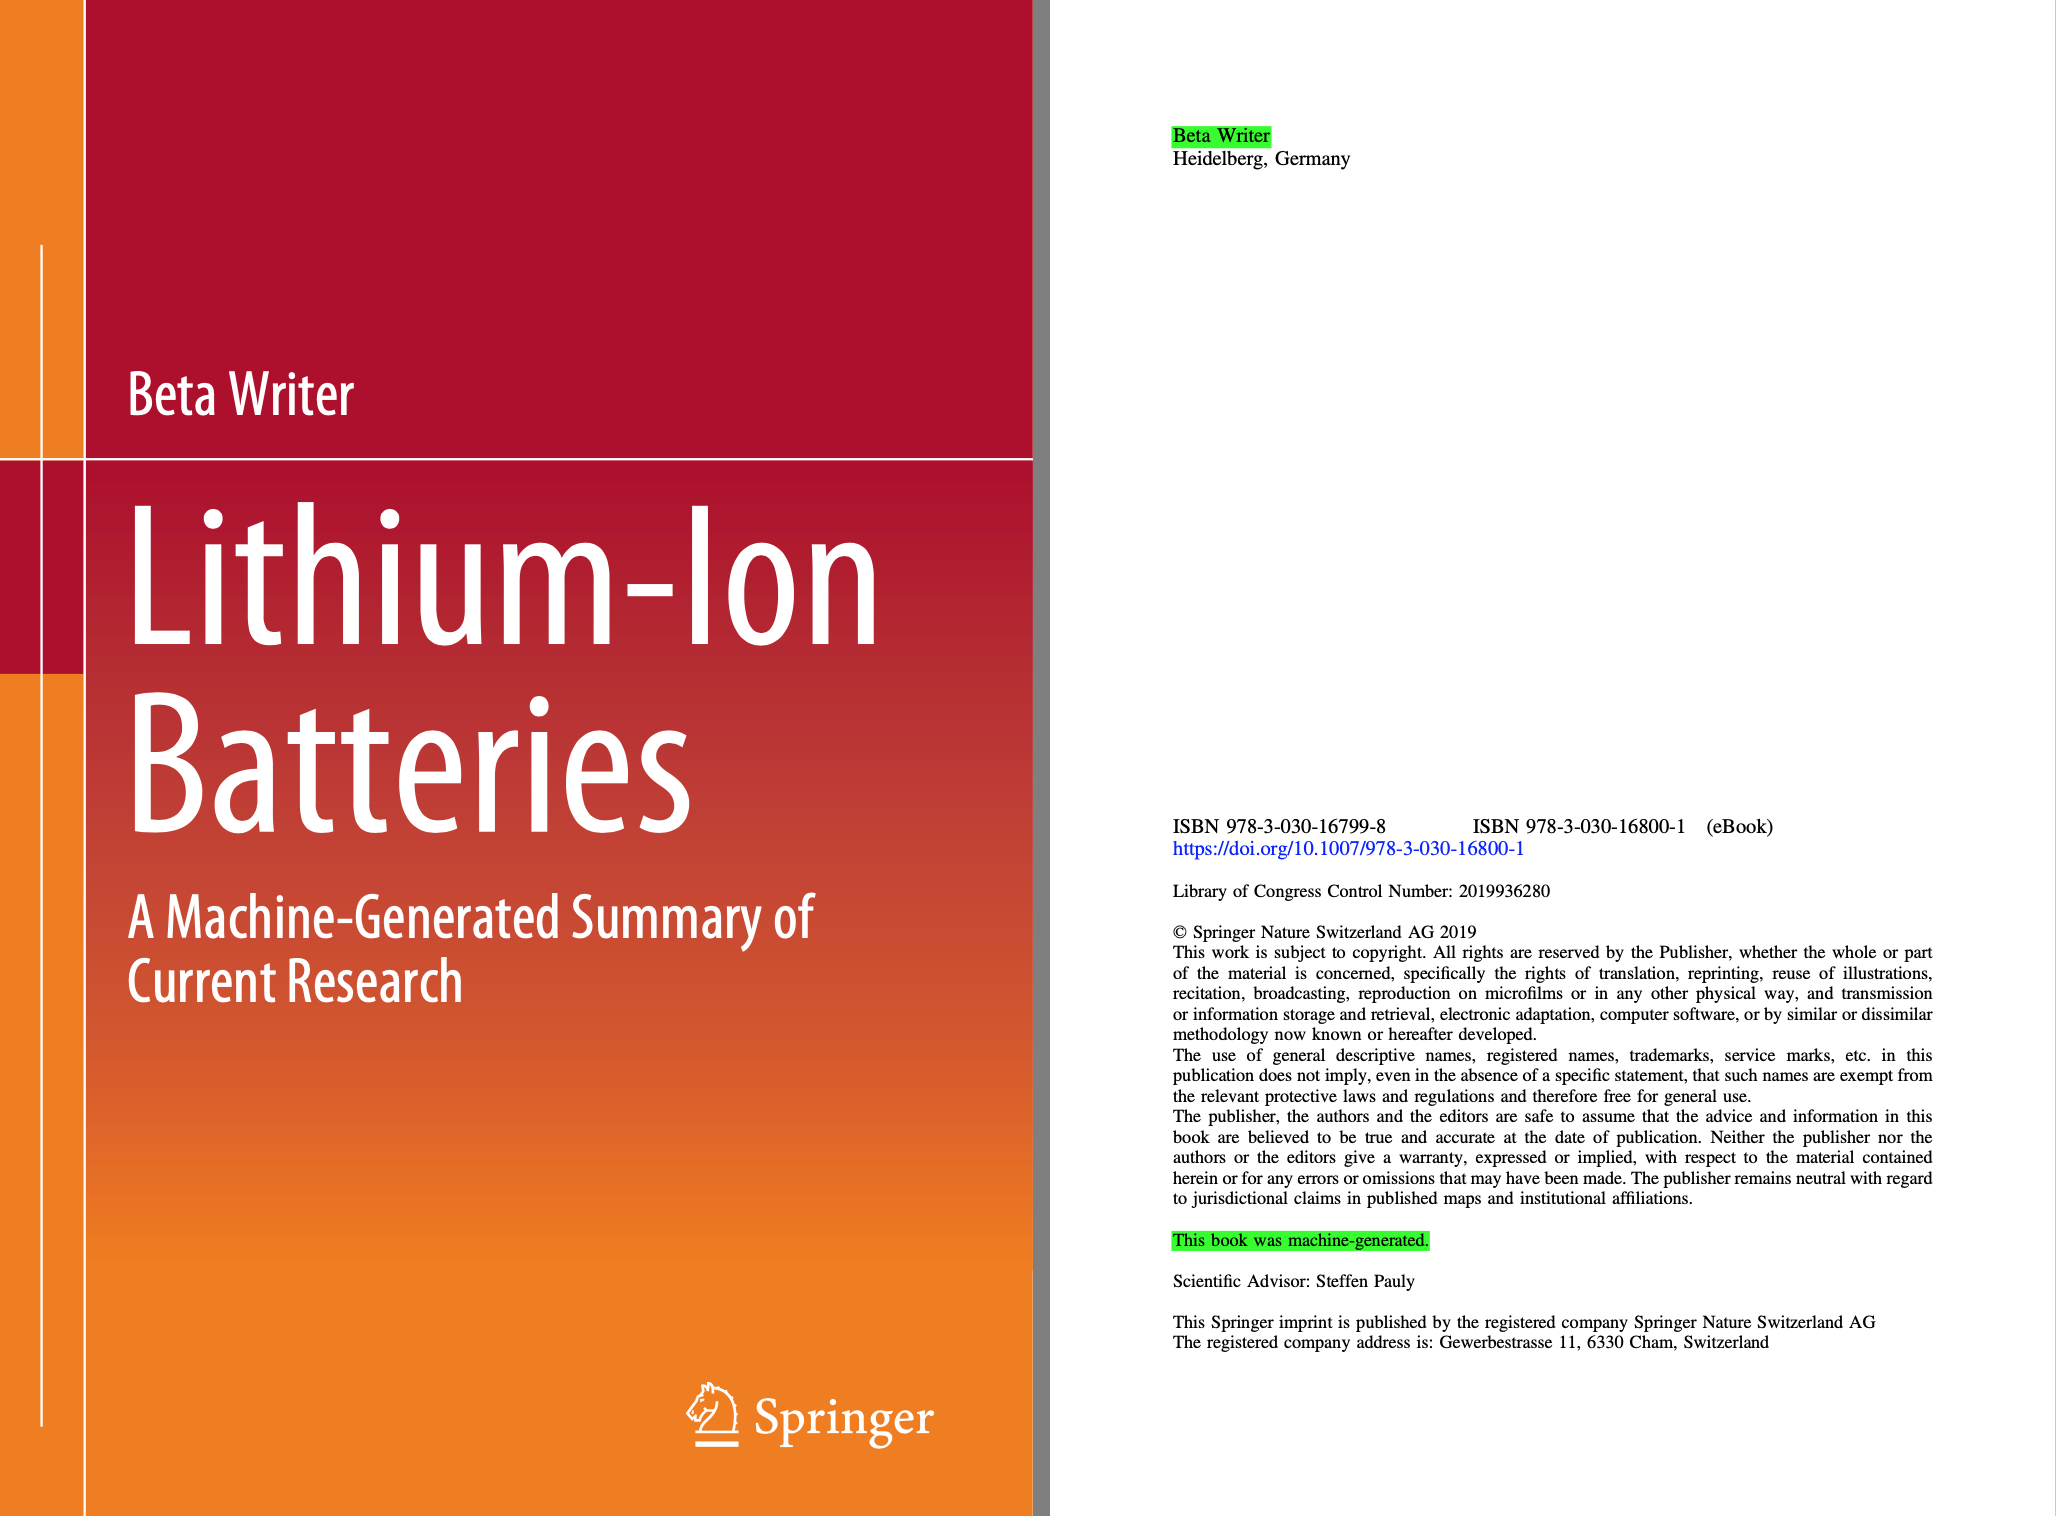 Beta Writer
Lithium-Ion
Batteries
A Machine-Generated Summary of
Current Research
Springer
Beta Writer
Heidelberg, Germany
ISBN 978-3-030-16799-8 ISBN 978-3-030-16800-1 (eBook)
https://doi.org/10.1007/978-3-030-16800-1
Library of Congress Control Number: 2019936280
© Springer Nature Switzerland AG 2019
This work is subject to copyright. All rights are reserved by the Publisher, whether the whole or part
of the material is concerned, specifically the rights of translation, reprinting, reuse of illustrations,
recitation, broadcasting, reproduction on microfilms or in any other physical way, and transmission
or information storage and retrieval, electronic adaptation, computer software, or by similar or dissimilar
methodology now known or hereafter developed.
The use of general descriptive names, registered names, trademarks, service marks, etc. in this
publication does not imply, even in the absence of a specific statement, that such names are exempt from
the relevant protective laws and regulations and therefore free for general use.
The publisher, the authors and the editors are safe to assume that the advice and information in this
book are believed to be true and accurate at the date of publication. Neither the publisher nor the
authors or the editors give a warranty, expressed or implied, with respect to the material contained
herein or for any errors or omissions that may have been made. The publisher remains neutral with regard
to jurisdictional claims in published maps and institutional affiliations.
This book was machine-generated.
Scientific Advisor: Steffen Pauly
This Springer imprint is published by the registered company Springer Nature Switzerland AG
The registered company address is: Gewerbestrasse 11, 6330 Cham, Switzerland